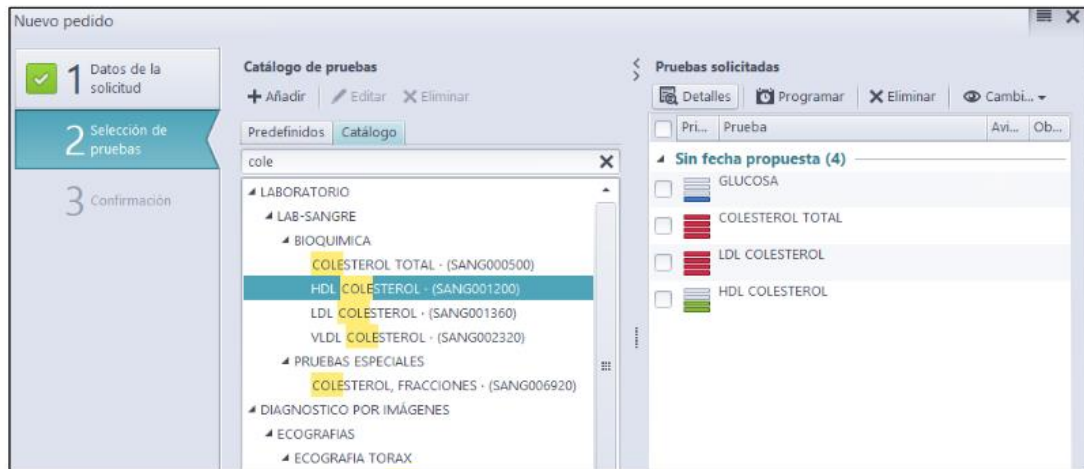 Nuevo pedido
1 Datos de la
solicitud
2 Selección de
pruebas
3 Confirmación
Catálogo de pruebas
Añadir Editar Eliminar
Predefinidos Catálogo
cole
LABORATORIO
LAB-SANGRE
BIOQUIMICA
COLESTEROL TOTAL - (SANG000500)
HDL COLESTEROL - (SANG001200)
LDL COLESTEROL - (SANG001360)
VLDL COLESTEROL - (SANG002320)
PRUEBAS ESPECIALES
COLESTEROL, FRACCIONES - (SANG006920)
DIAGNOSTICO POR IMÁGENES
ECOGRAFIAS
ECOGRAFIA TORAX
Pruebas solicitadas
Detalles Programar Eliminar Cambi...
Pri... Prueba Avi... Ob...
Sin fecha propuesta (4)
GLUCOSA
COLESTEROL TOTAL
LDL COLESTEROL
HDL COLESTEROL